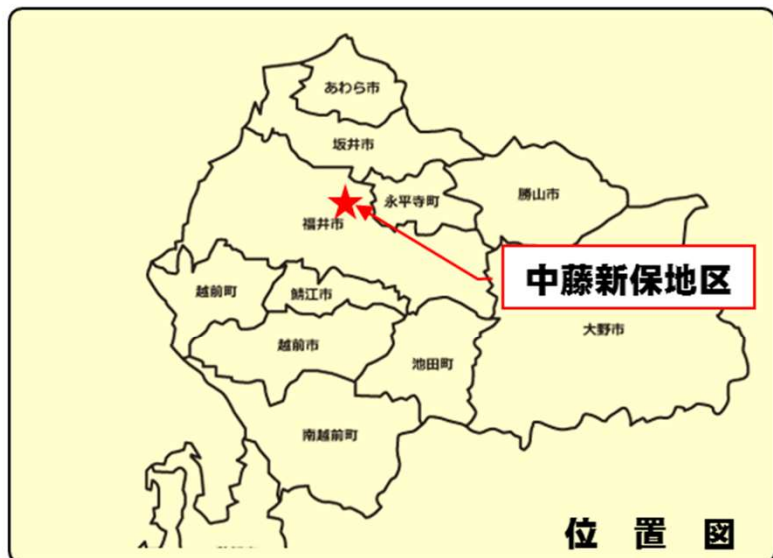 あわら市
坂井市
永平寺町
勝山市
福井市
中藤新保地区
越前町
鯖江市
大野市
越前市
池田町
南越前町
位置図